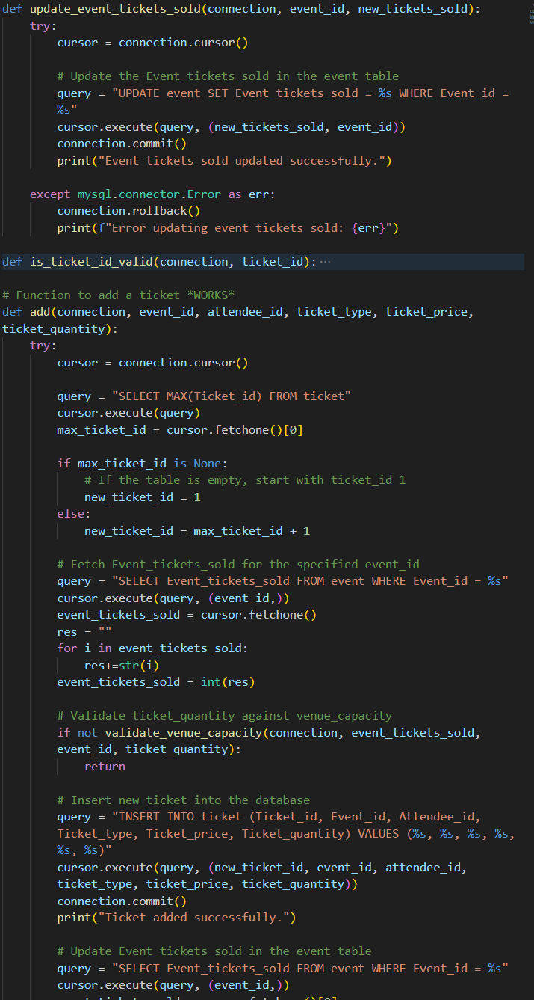 def update_event_tickets_sold(connection, event_id, new_tickets_sold):
    try:
        cursor = connection.cursor()

        # Update the Event_tickets_sold in the event table
        query = "UPDATE event SET Event_tickets_sold = %s WHERE Event_id =
        %s"
        cursor.execute(query, (new_tickets_sold, event_id))
        connection.commit()
        print("Event tickets sold updated successfully.")

    except mysql.connector.Error as err:
        connection.rollback()
        print(f"Error updating event tickets sold: {err}")

def is_ticket_id_valid(connection, ticket_id):···

# Function to add a ticket *WORKS*
def add(connection, event_id, attendee_id, ticket_type, ticket_price,
ticket_quantity):
    try:
        cursor = connection.cursor()

        query = "SELECT MAX(Ticket_id) FROM ticket"
        cursor.execute(query)
        max_ticket_id = cursor.fetchone()[0]

        if max_ticket_id is None:
            # If the table is empty, start with ticket_id 1
            new_ticket_id = 1
        else:
            new_ticket_id = max_ticket_id + 1

        # Fetch Event_tickets_sold for the specified event_id
        query = "SELECT Event_tickets_sold FROM event WHERE Event_id = %s"
        cursor.execute(query, (event_id,))
        event_tickets_sold = cursor.fetchone()
        res = ""
        for i in event_tickets_sold:
            res+=str(i)
        event_tickets_sold = int(res)

        # Validate ticket_quantity against venue_capacity
        if not validate_venue_capacity(connection, event_tickets_sold,
        event_id, ticket_quantity):
            return

        # Insert new ticket into the database
        query = "INSERT INTO ticket (Ticket_id, Event_id, Attendee_id,
        Ticket_type, Ticket_price, Ticket_quantity) VALUES (%s, %s, %s, %s,
        %s, %s)"
        cursor.execute(query, (new_ticket_id, event_id, attendee_id,
        ticket_type, ticket_price, ticket_quantity))
        connection.commit()
        print("Ticket added successfully.")

        # Update Event_tickets_sold in the event table
        query = "SELECT Event_tickets_sold FROM event WHERE Event_id = %s"
        cursor.execute(query, (event_id,))